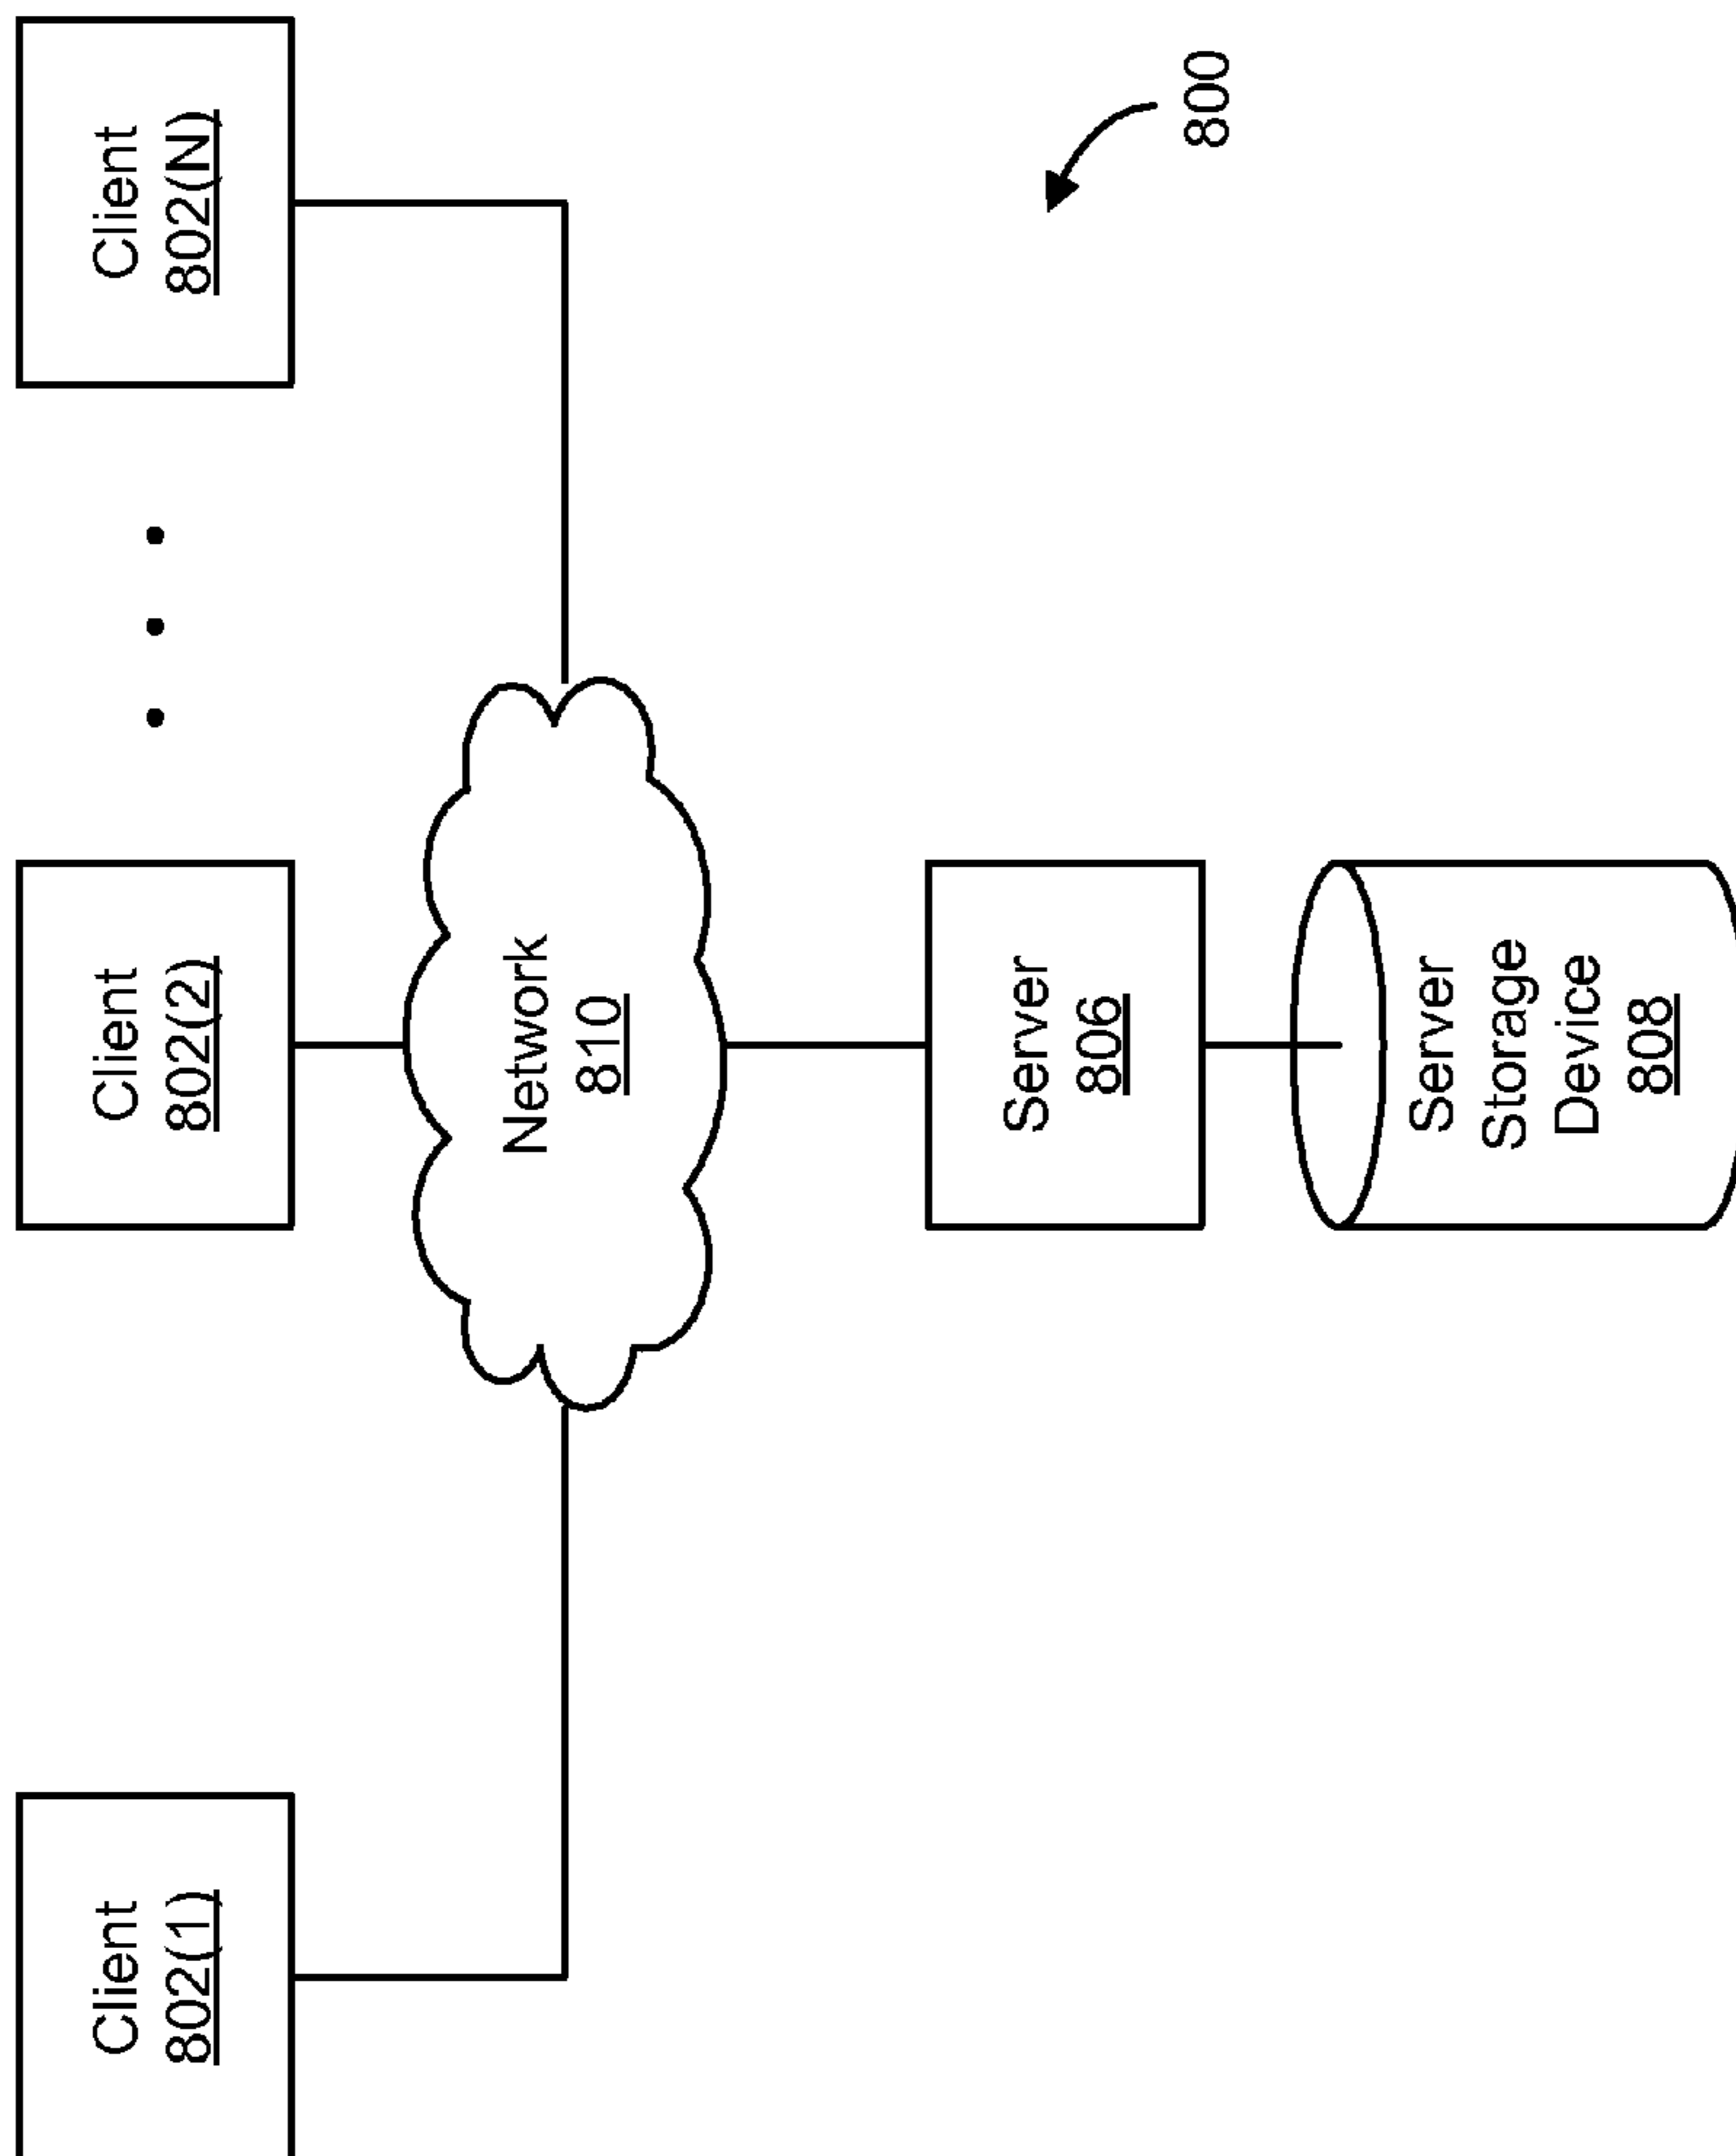 Client
802(1)
Client
802(2)
Client
802(N)
Network
810
Server
806
Server
Storage
Device
808
800